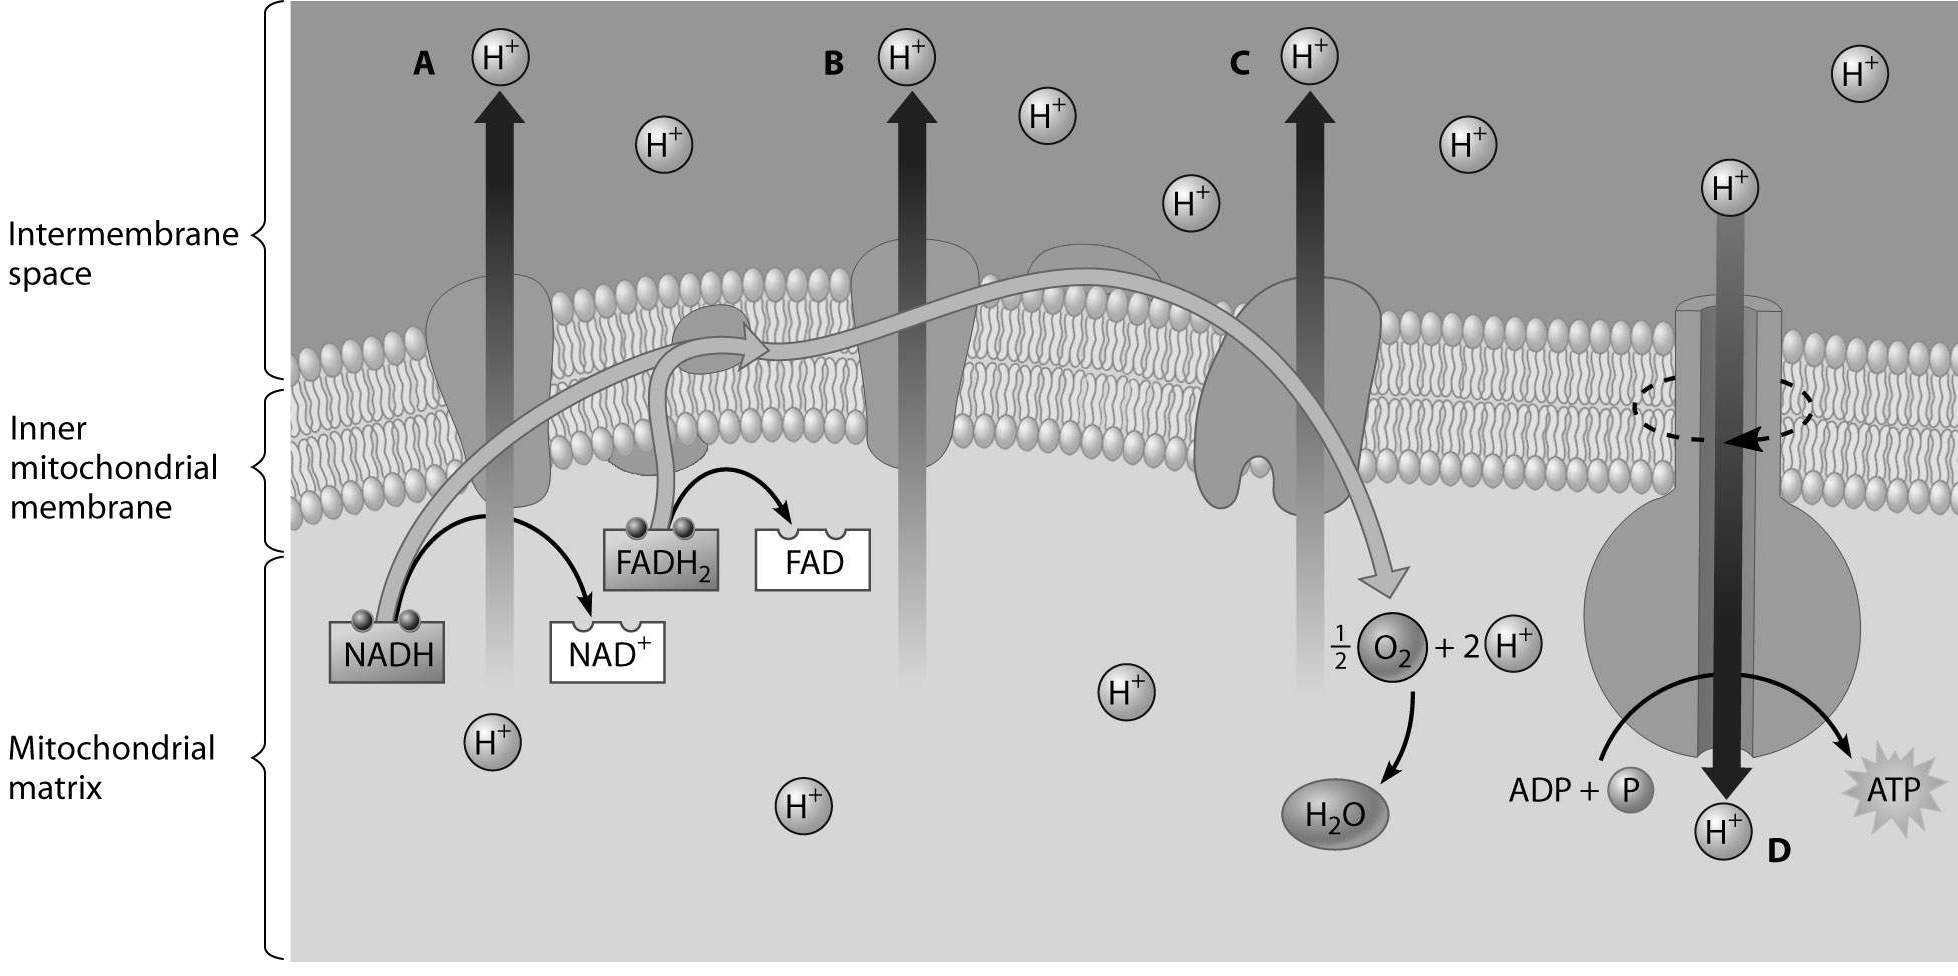 A
H⁺
B
H⁺
C
H⁺
H⁺
H⁺
H⁺
H⁺
H⁺
H⁺
Intermembrane
space
Inner
mitochondrial
membrane
FADH₂
FAD
NADH
NAD⁺
½ O₂ + 2 H⁺
H⁺
H⁺
Mitochondrial
matrix
H⁺
H₂O
ADP + P
ATP
H⁺
D